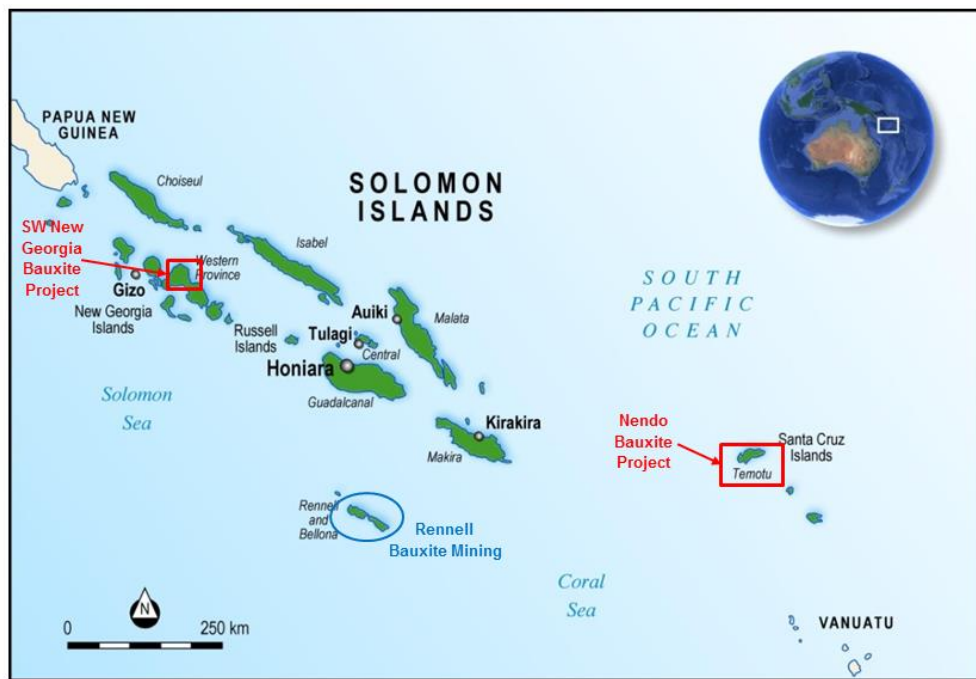 PAPUA NEW
GUINEA
Choiseul
SOLOMON
ISLANDS
SW New
Georgia
Bauxite
Project
Western
Province
Isabel
Gizo
New Georgia
Islands
Russell
Islands
Auiki
Malata
Tulagi
Central
Honiara
Guadalcanal
SOUTH
PACIFIC
OCEAN
Solomon
Sea
Kirakira
Makira
Nendo
Bauxite
Project
Santa Cruz
Islands
Temotu
Rennell
and
Bellona
Rennell
Bauxite Mining
Coral
Sea
N
0 250 km
VANUATU